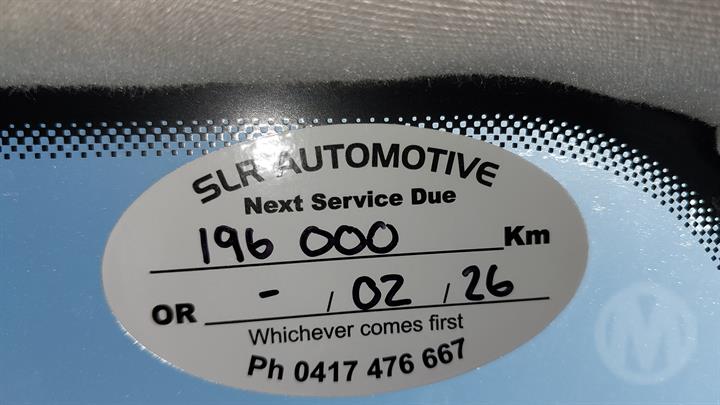 SLR AUTOMOTIVE
Next Service Due
196 000 Km
OR - / 02 / 26
Whichever comes first
Ph 0417 476 667
M